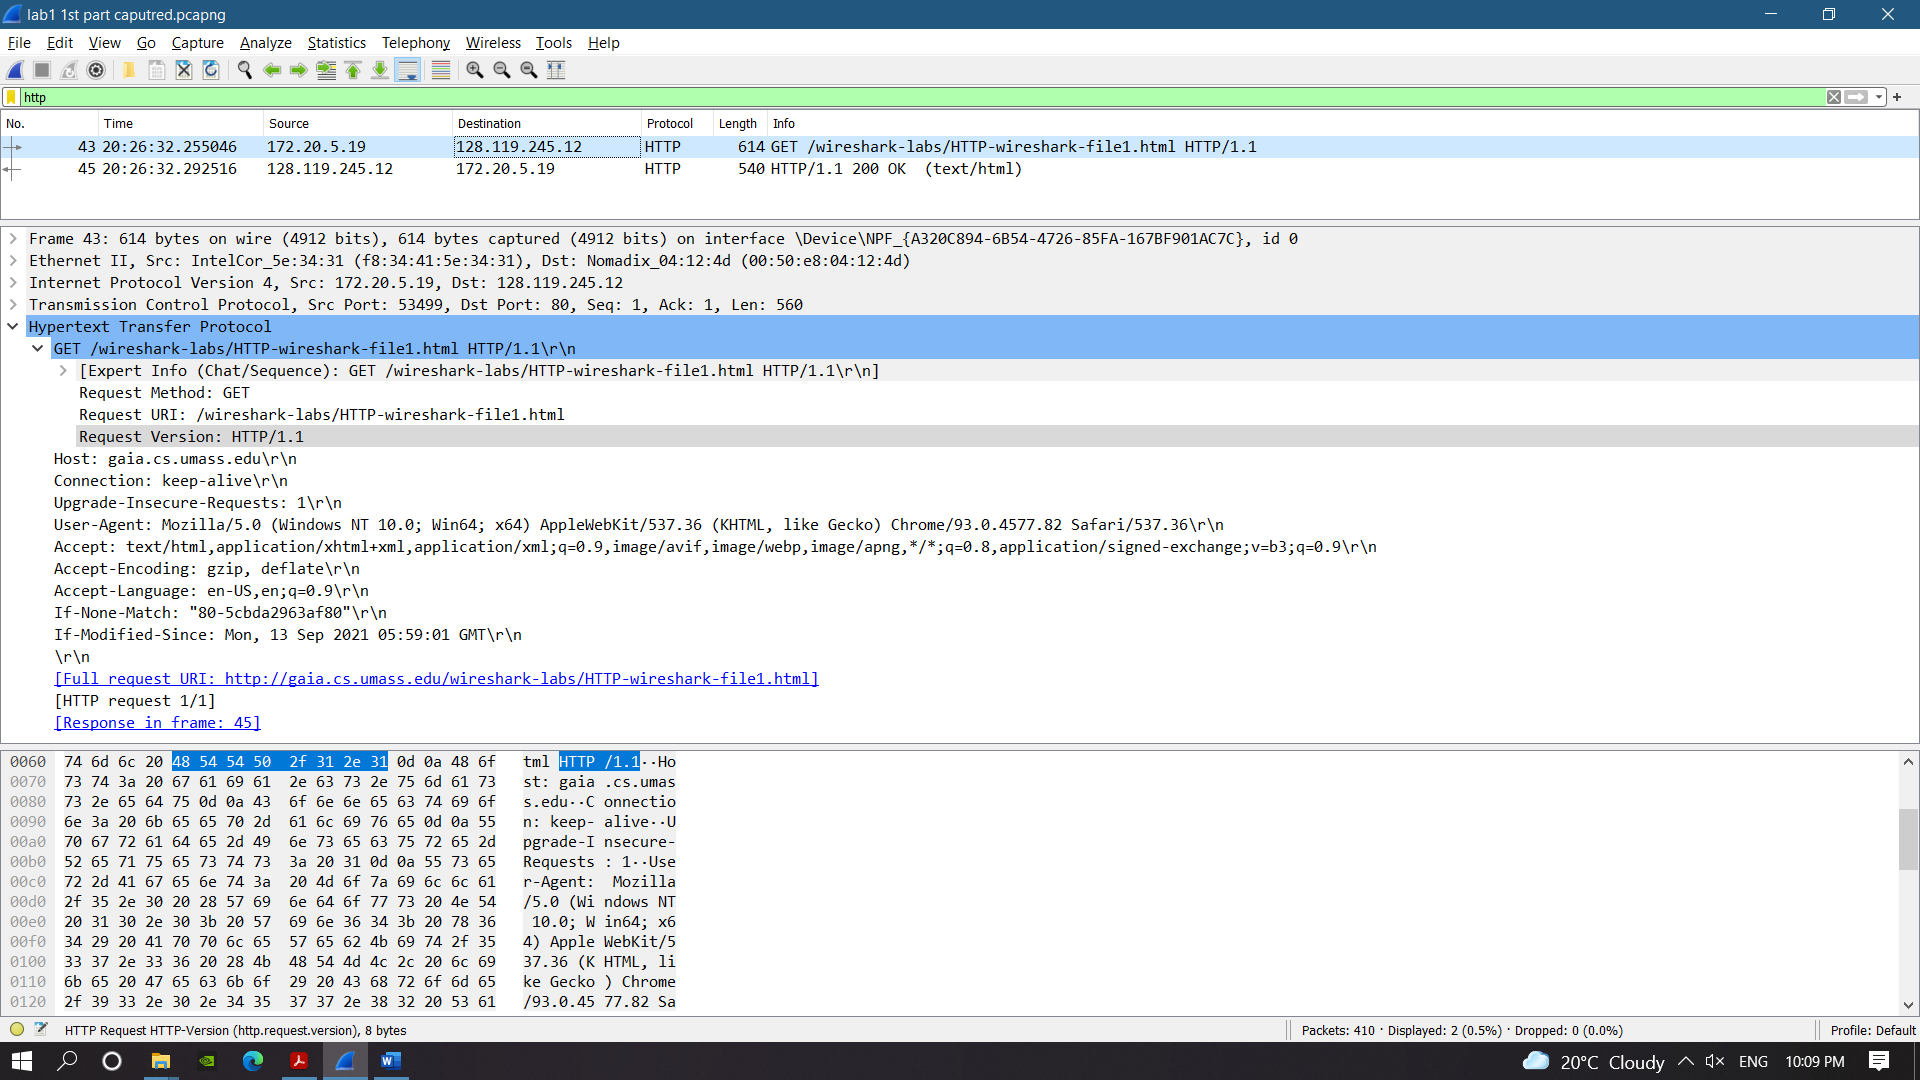 lab1 1st part caputred.pcapng
File Edit View Go Capture Analyze Statistics Telephony Wireless Tools Help
http
No. Time Source Destination Protocol Length Info
43 20:26:32.255046 172.20.5.19 128.119.245.12 HTTP 614 GET /wireshark-labs/HTTP-wireshark-file1.html HTTP/1.1
45 20:26:32.292516 128.119.245.12 172.20.5.19 HTTP 540 HTTP/1.1 200 OK (text/html)
Frame 43: 614 bytes on wire (4912 bits), 614 bytes captured (4912 bits) on interface \Device\NPF_{A320C894-6B54-4726-85FA-167BF901AC7C}, id 0
Ethernet II, Src: IntelCor_5e:34:31 (f8:34:41:5e:34:31), Dst: Nomadix_04:12:4d (00:50:e8:04:12:4d)
Internet Protocol Version 4, Src: 172.20.5.19, Dst: 128.119.245.12
Transmission Control Protocol, Src Port: 53499, Dst Port: 80, Seq: 1, Ack: 1, Len: 560
Hypertext Transfer Protocol
GET /wireshark-labs/HTTP-wireshark-file1.html HTTP/1.1\r\n
[Expert Info (Chat/Sequence): GET /wireshark-labs/HTTP-wireshark-file1.html HTTP/1.1\r\n]
Request Method: GET
Request URI: /wireshark-labs/HTTP-wireshark-file1.html
Request Version: HTTP/1.1
Host: gaia.cs.umass.edu\r\n
Connection: keep-alive\r\n
Upgrade-Insecure-Requests: 1\r\n
User-Agent: Mozilla/5.0 (Windows NT 10.0; Win64; x64) AppleWebKit/537.36 (KHTML, like Gecko) Chrome/93.0.4577.82 Safari/537.36\r\n
Accept: text/html,application/xhtml+xml,application/xml;q=0.9,image/avif,image/webp,image/apng,*/*;q=0.8,application/signed-exchange;v=b3;q=0.9\r\n
Accept-Encoding: gzip, deflate\r\n
Accept-Language: en-US,en;q=0.9\r\n
If-None-Match: "80-5cbda2963af80"\r\n
If-Modified-Since: Mon, 13 Sep 2021 05:59:01 GMT\r\n
\r\n
[Full request URI: http://gaia.cs.umass.edu/wireshark-labs/HTTP-wireshark-file1.html]
[HTTP request 1/1]
[Response in frame: 45]
0060 74 6d 6c 20 48 54 54 50 2f 31 2e 31 0d 0a 48 6f tml HTTP /1.1··Ho
0070 73 74 3a 20 67 61 69 61 2e 63 73 2e 75 6d 61 73 st: gaia .cs.umas
0080 73 2e 65 64 75 0d 0a 43 6f 6e 6e 65 63 74 69 6f s.edu··C onnectio
0090 6e 3a 20 6b 65 65 70 2d 61 6c 69 76 65 0d 0a 55 n: keep- alive··U
00a0 70 67 72 61 64 65 2d 49 6e 73 65 63 75 72 65 2d pgrade-I nsecure-
00b0 52 65 71 75 65 73 74 73 3a 20 31 0d 0a 55 73 65 Requests : 1··Use
00c0 72 2d 41 67 65 6e 74 3a 20 4d 6f 7a 69 6c 6c 61 r-Agent: Mozilla
00d0 2f 35 2e 30 20 28 57 69 6e 64 6f 77 73 20 4e 54 /5.0 (Wi ndows NT
00e0 20 31 30 2e 30 3b 20 57 69 6e 36 34 3b 20 78 36 10.0; W in64; x6
00f0 34 29 20 41 70 70 6c 65 57 65 62 4b 69 74 2f 35 4) Apple WebKit/5
0100 33 37 2e 33 36 20 28 4b 48 54 4d 4c 2c 20 6c 69 37.36 (K HTML, li
0110 6b 65 20 47 65 63 6b 6f 29 20 43 68 72 6f 6d 65 ke Gecko ) Chrome
0120 2f 39 33 2e 30 2e 34 35 37 37 2e 38 32 20 53 61 /93.0.45 77.82 Sa
HTTP Request HTTP-Version (http.request.version), 8 bytes Packets: 410 · Displayed: 2 (0.5%) · Dropped: 0 (0.0%) Profile: Default
20°C Cloudy ENG 10:09 PM